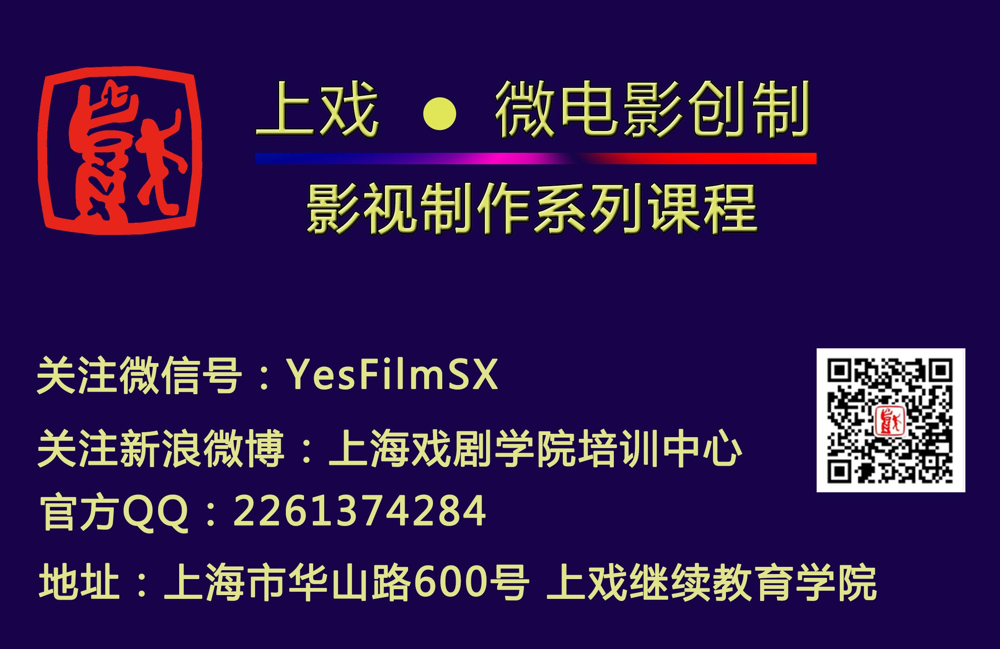 上戏 ● 微电影创制
影视制作系列课程
关注微信号：YesFilmSX
关注新浪微博：上海戏剧学院培训中心
官方QQ：2261374284
地址：上海市华山路600号 上戏继续教育学院